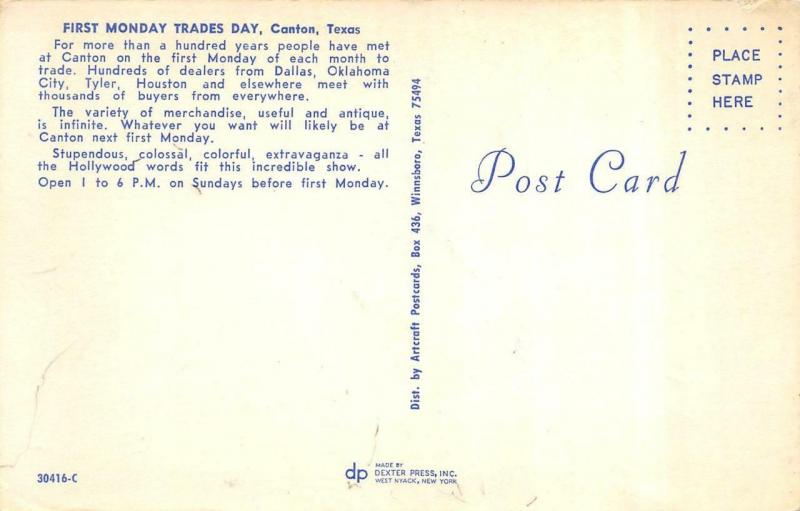 FIRST MONDAY TRADES DAY, Canton, Texas
For more than a hundred years people have met
at Canton on the first Monday of each month to
trade. Hundreds of dealers from Dallas, Oklahoma
City, Tyler, Houston and elsewhere meet with
thousands of buyers from everywhere.
The variety of merchandise, useful and antique,
is infinite. Whatever you want will likely be at
Canton next first Monday.
Stupendous, colossal, colorful, extravaganza - all
the Hollywood words fit this incredible show.
Open 1 to 6 P.M. on Sundays before first Monday.
30416-C
Dist. by Artcraft Postcards, Box 436, Winnsboro, Texas 75494
dp
MADE BY
DEXTER PRESS, INC.
WEST NYACK, NEW YORK
Post Card
PLACE
STAMP
HERE